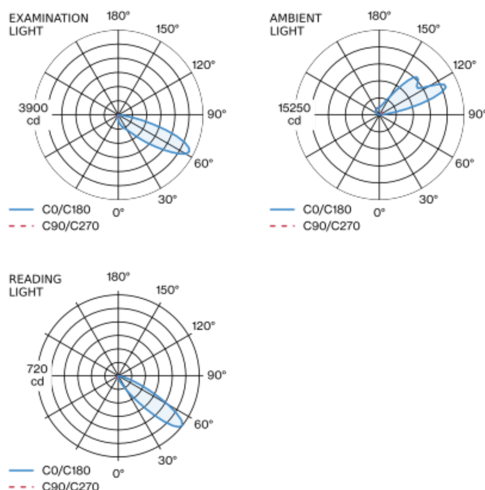 EXAMINATION
LIGHT
180°
150°
120°
3900
cd
90°
60°
30°
0°
C0/C180
C90/C270
AMBIENT
LIGHT
180°
150°
120°
15250
cd
90°
60°
30°
0°
C0/C180
C90/C270
READING
LIGHT
180°
150°
120°
720
cd
90°
60°
30°
0°
C0/C180
C90/C270